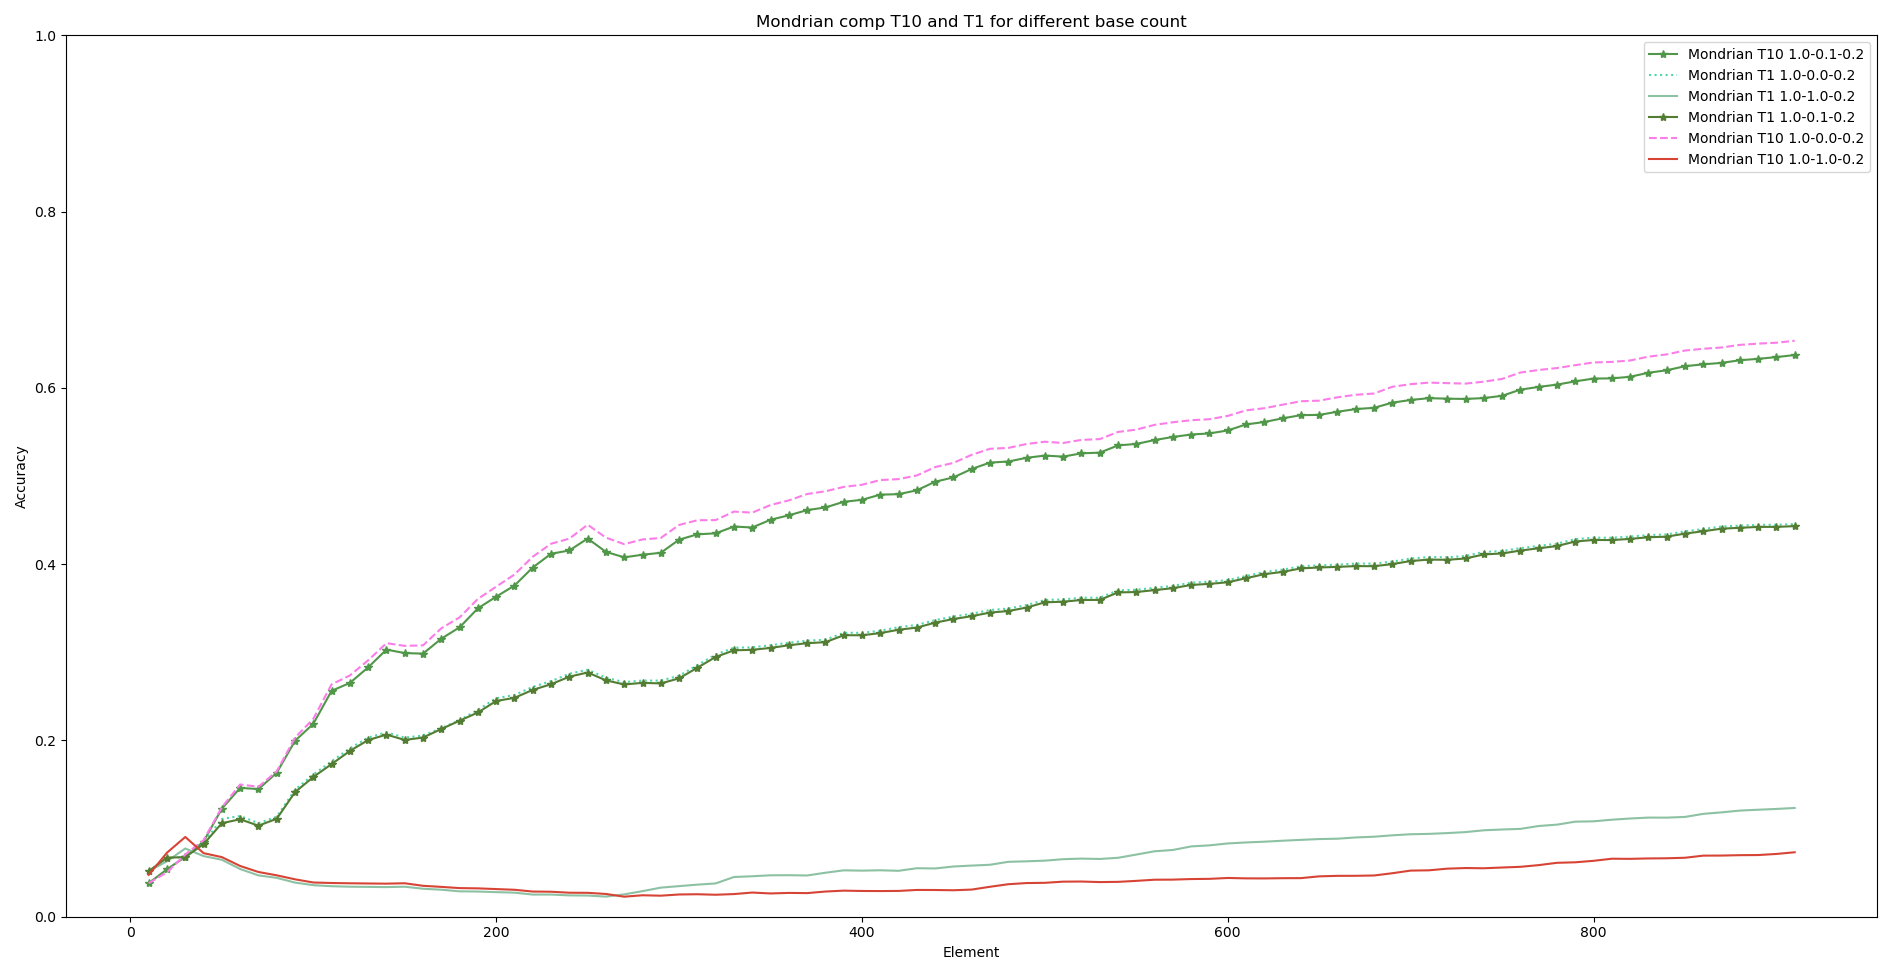 Mondrian comp T10 and T1 for different base count
1.0
0.8
0.6
0.4
0.2
0.0
Accuracy
Mondrian T10 1.0-0.1-0.2
Mondrian T1 1.0-0.0-0.2
Mondrian T1 1.0-1.0-0.2
Mondrian T1 1.0-0.1-0.2
Mondrian T10 1.0-0.0-0.2
Mondrian T10 1.0-1.0-0.2
0 200 400 600 800
Element